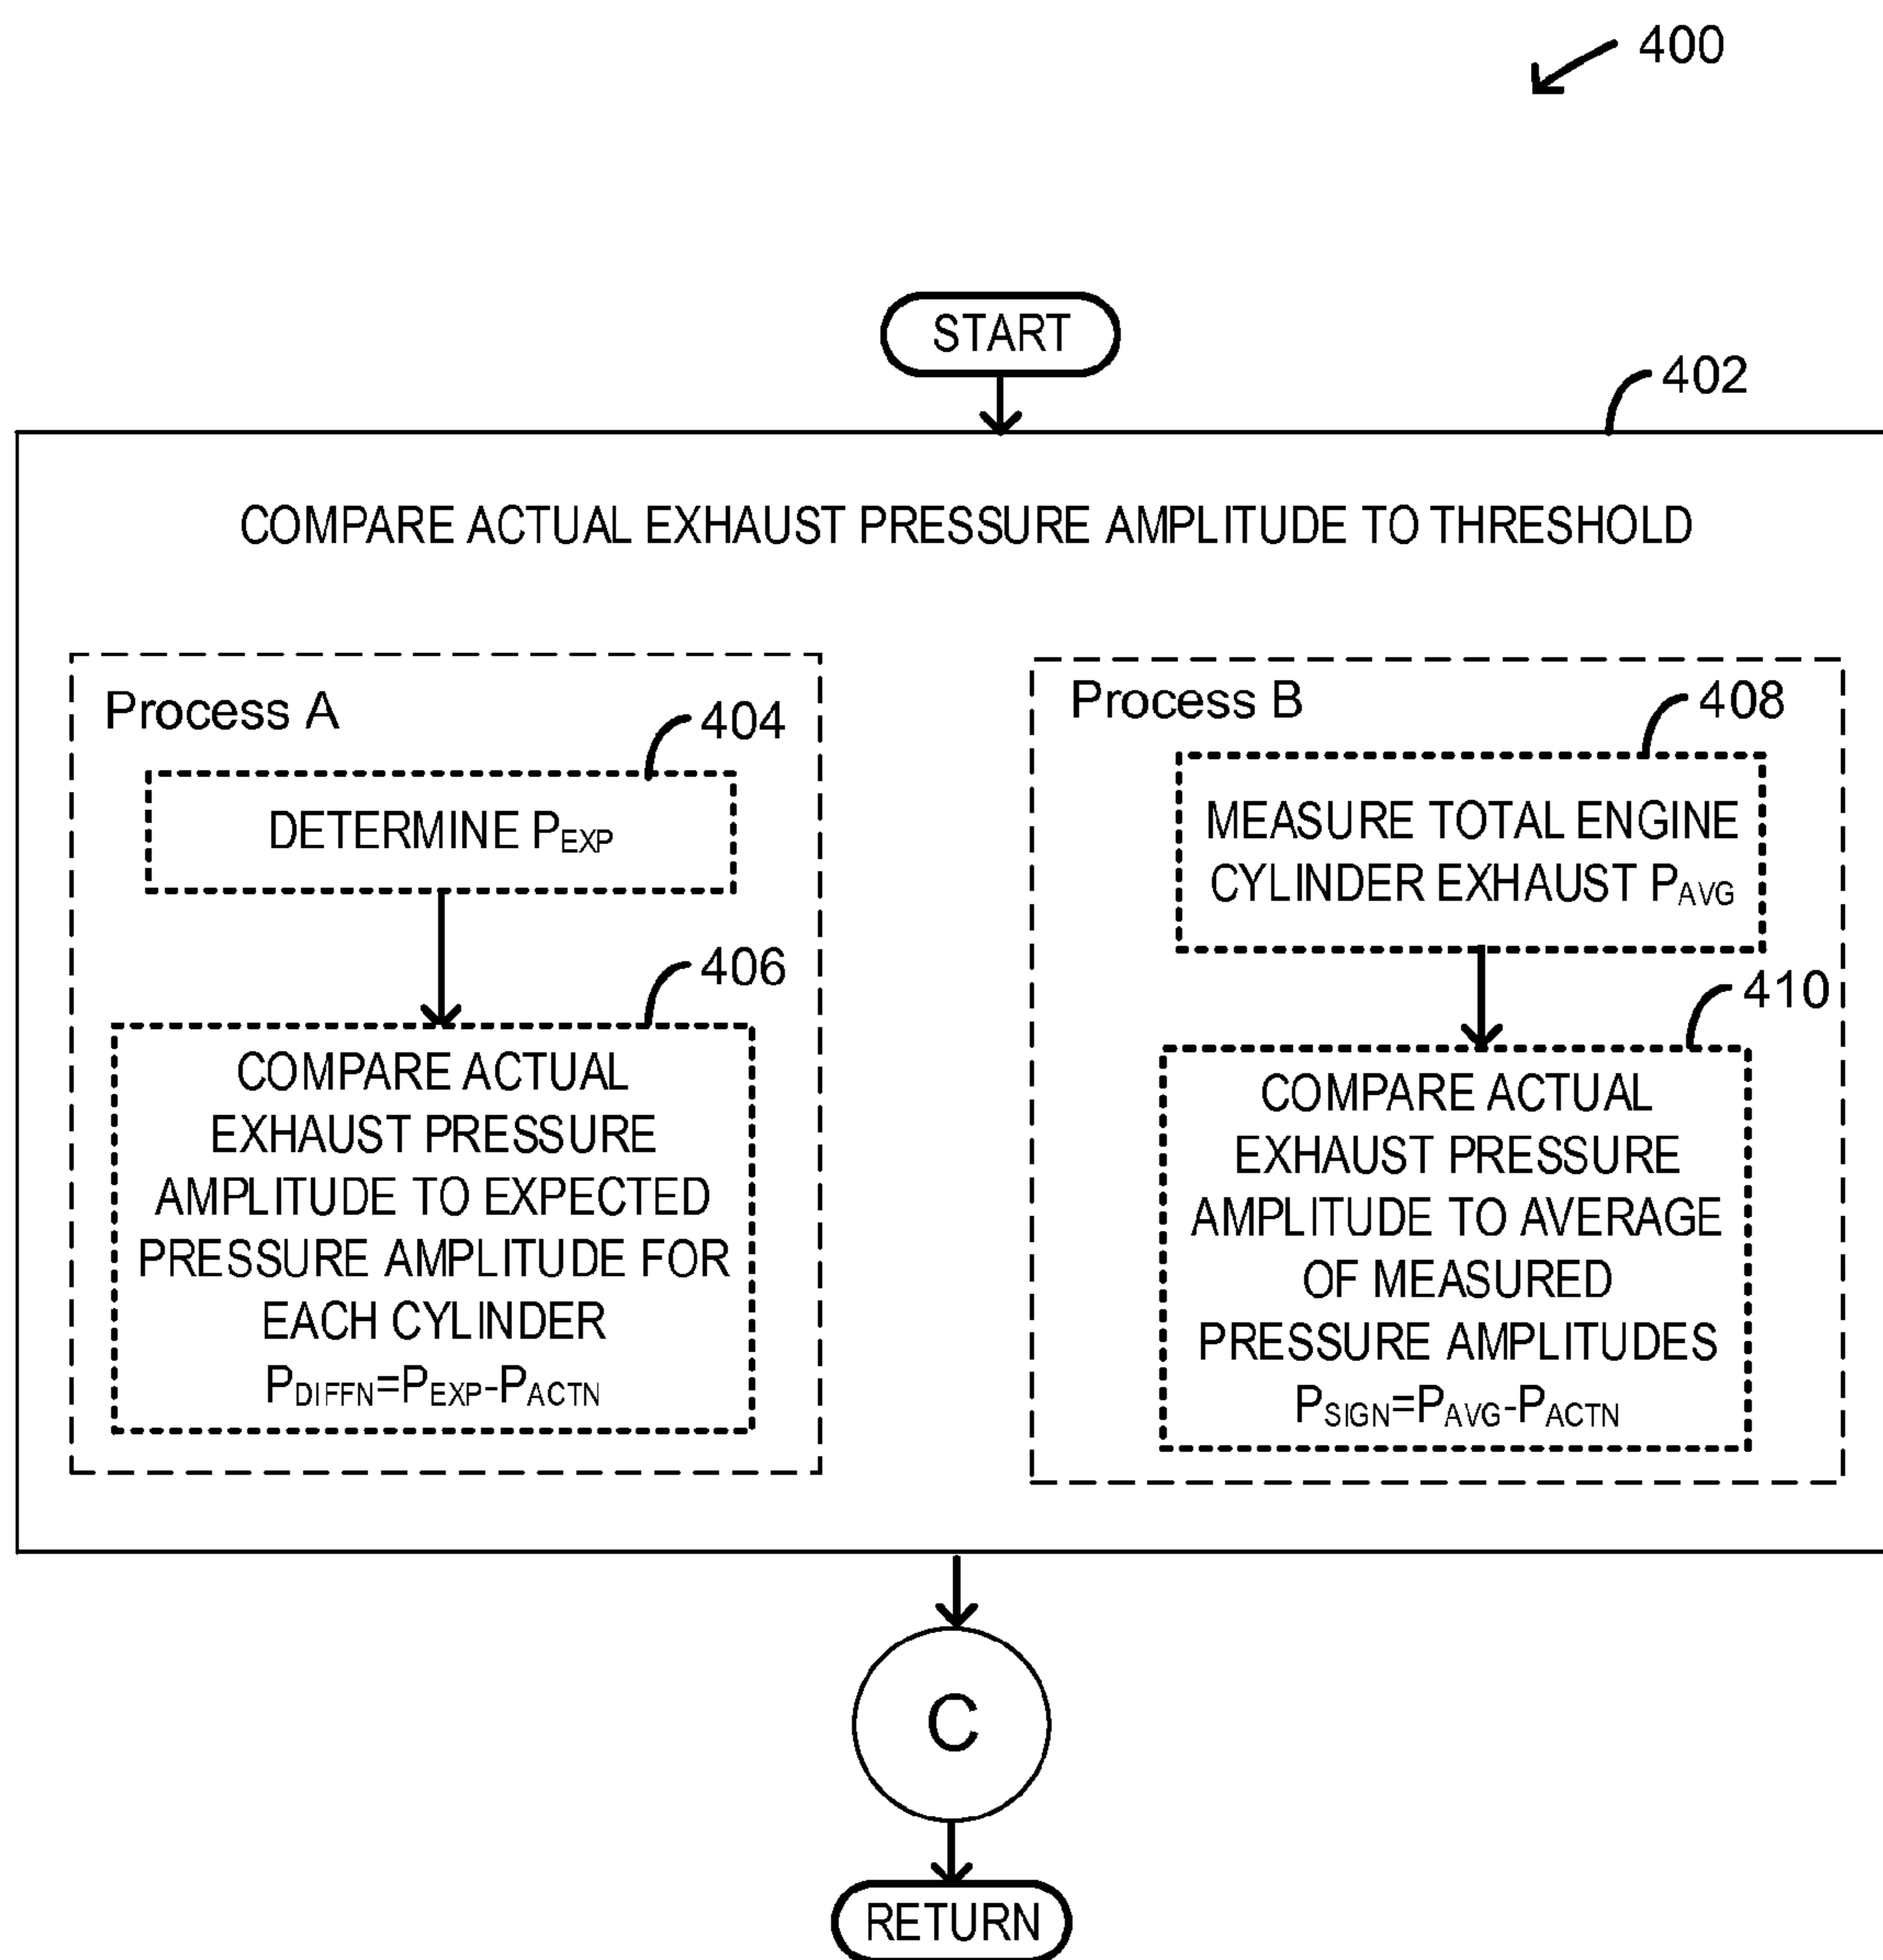 400
START
402
COMPARE ACTUAL EXHAUST PRESSURE AMPLITUDE TO THRESHOLD
Process A
404
DETERMINE PEXP
406
COMPARE ACTUAL
EXHAUST PRESSURE
AMPLITUDE TO EXPECTED
PRESSURE AMPLITUDE FOR
EACH CYLINDER
PDIFFN=PEXP-PACTN
Process B
408
MEASURE TOTAL ENGINE
CYLINDER EXHAUST PAVG
410
COMPARE ACTUAL
EXHAUST PRESSURE
AMPLITUDE TO AVERAGE
OF MEASURED
PRESSURE AMPLITUDES
PSIGN=PAVG-PACTN
C
RETURN